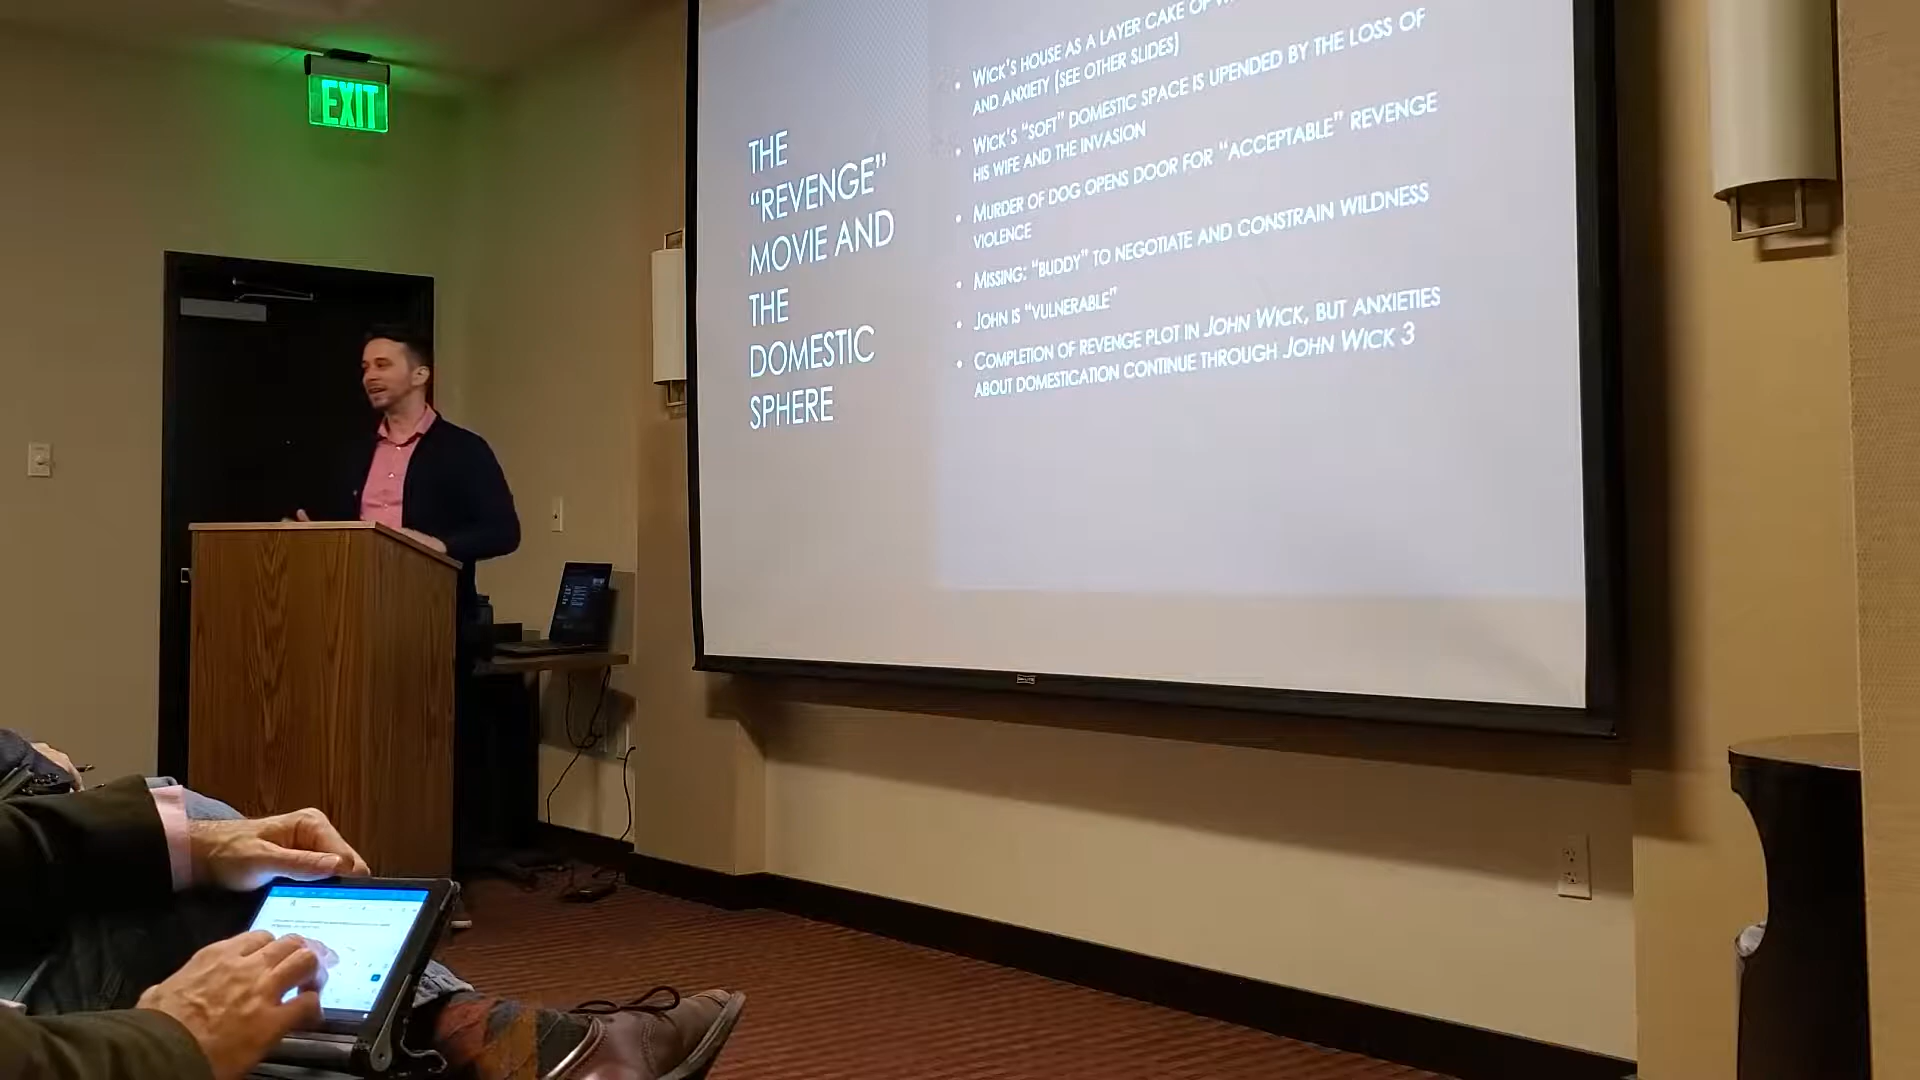 EXIT
THE
“REVENGE”
MOVIE AND
THE
DOMESTIC
SPHERE
• WICK'S HOUSE AS A LAYER CAKE OF
AND ANXIETY (SEE OTHER SLIDES)
• WICK'S “SOFT” DOMESTIC SPACE IS UPENDED BY THE LOSS OF
HIS WIFE AND THE INVASION
• MURDER OF DOG OPENS DOOR FOR “ACCEPTABLE” REVENGE
VIOLENCE
• MISSING: “BUDDY” TO NEGOTIATE AND CONSTRAIN WILDNESS
• JOHN IS “VULNERABLE”
• COMPLETION OF REVENGE PLOT IN JOHN WICK, BUT ANXIETIES
ABOUT DOMESTICATION CONTINUE THROUGH JOHN WICK 3